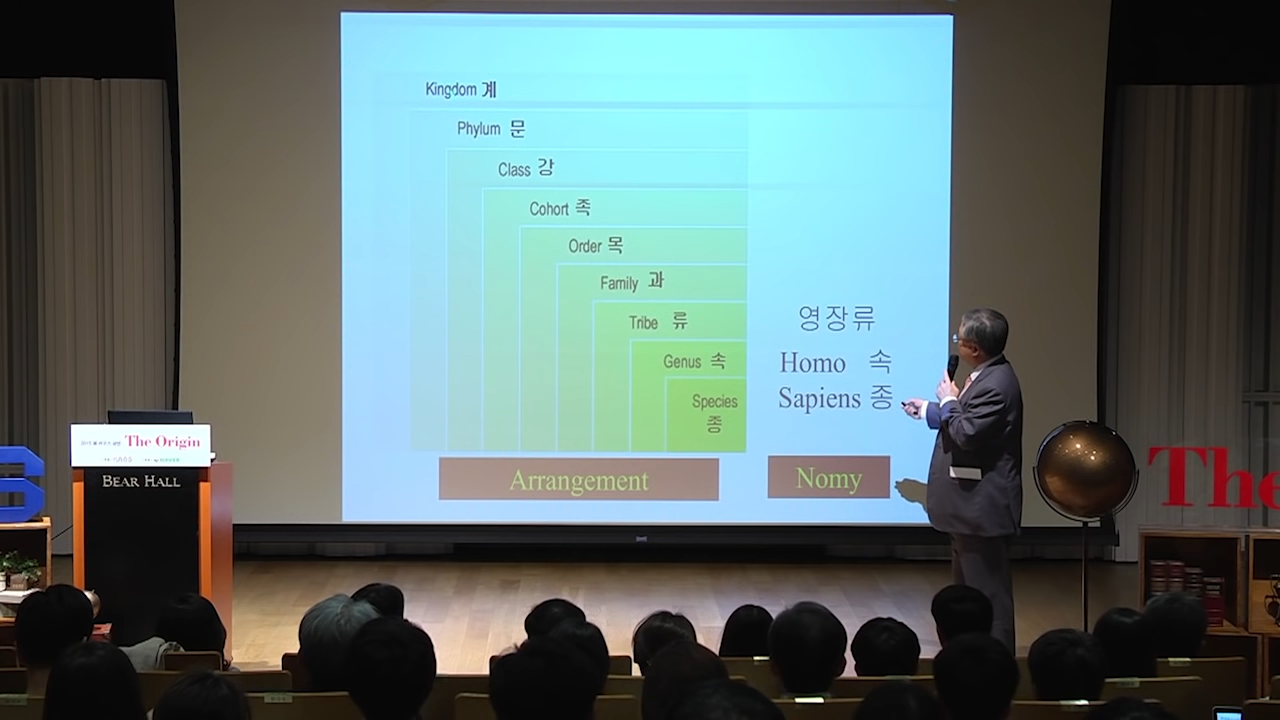 Kingdom 계
Phylum 문
Class 강
Cohort 족
Order 목
Family 과
Tribe 류
Genus 속
Species
종
영장류
Homo 속
Sapiens 종
Arrangement
Nomy
The Origin
BEAR HALL
The